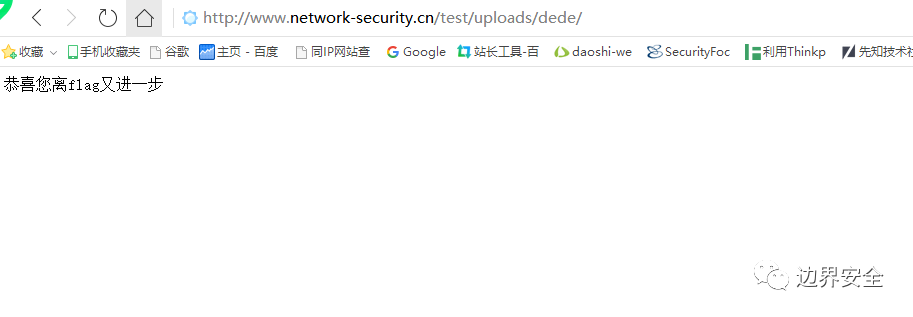 http://www.network-security.cn/test/uploads/dede/
收藏 手机收藏夹 谷歌 主页 - 百度 同IP网站查 Google 站长工具-百 daoshi-we SecurityFoc 利用Thinkp 先知技术社
恭喜您离flag又进一步
边界安全